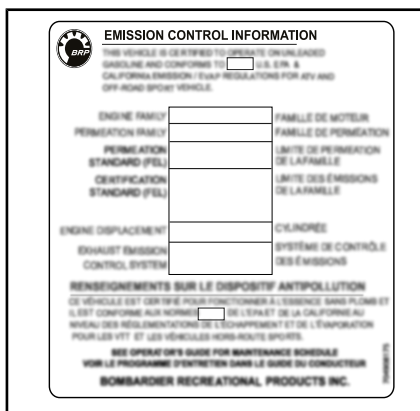 BRP
EMISSION CONTROL INFORMATION
THIS VEHICLE IS CERTIFIED TO OPERATE ON UNLEADED
GASOLINE AND CONFORMS TO U.S. EPA &
CALIFORNIA EMISSION / EVAP REGULATIONS FOR ATV AND
OFF-ROAD SPORT VEHICLE.
ENGINE FAMILY FAMILLE DE MOTEUR
PERMEATION FAMILY FAMILLE DE PERMÉATION
PERMEATION LIMITE DE PERMEATION
STANDARD (FEL) DE LA FAMILLE
CERTIFICATION LIMITE DES ÉMISSIONS
STANDARD (FEL) DE LA FAMILLE
ENGINE DISPLACEMENT CYLINDRÉE
EXHAUST EMISSION SYSTÈME DE CONTRÔLE
CONTROL SYSTEM DES ÉMISSIONS
RENSEIGNEMENTS SUR LE DISPOSITIF ANTIPOLLUTION
CE VÉHICULE EST CERTIFIÉ POUR FONCTIONNER À L'ESSENCE SANS PLOMB ET
IL EST CONFORME AUX NORMES DE L'EPA ET DE LA CALIFORNIE AU
NIVEAU DES RÉGLEMENTATIONS DE L'ÉCHAPPEMENT ET DE L'ÉVAPORATION
POUR LES VTT ET LES VÉHICULES HORS-ROUTE SPORTS.
SEE OPERATOR'S GUIDE FOR MAINTENANCE SCHEDULE
VOIR LE PROGRAMME D'ENTRETIEN DANS LE GUIDE DU CONDUCTEUR
BOMBARDIER RECREATIONAL PRODUCTS INC.